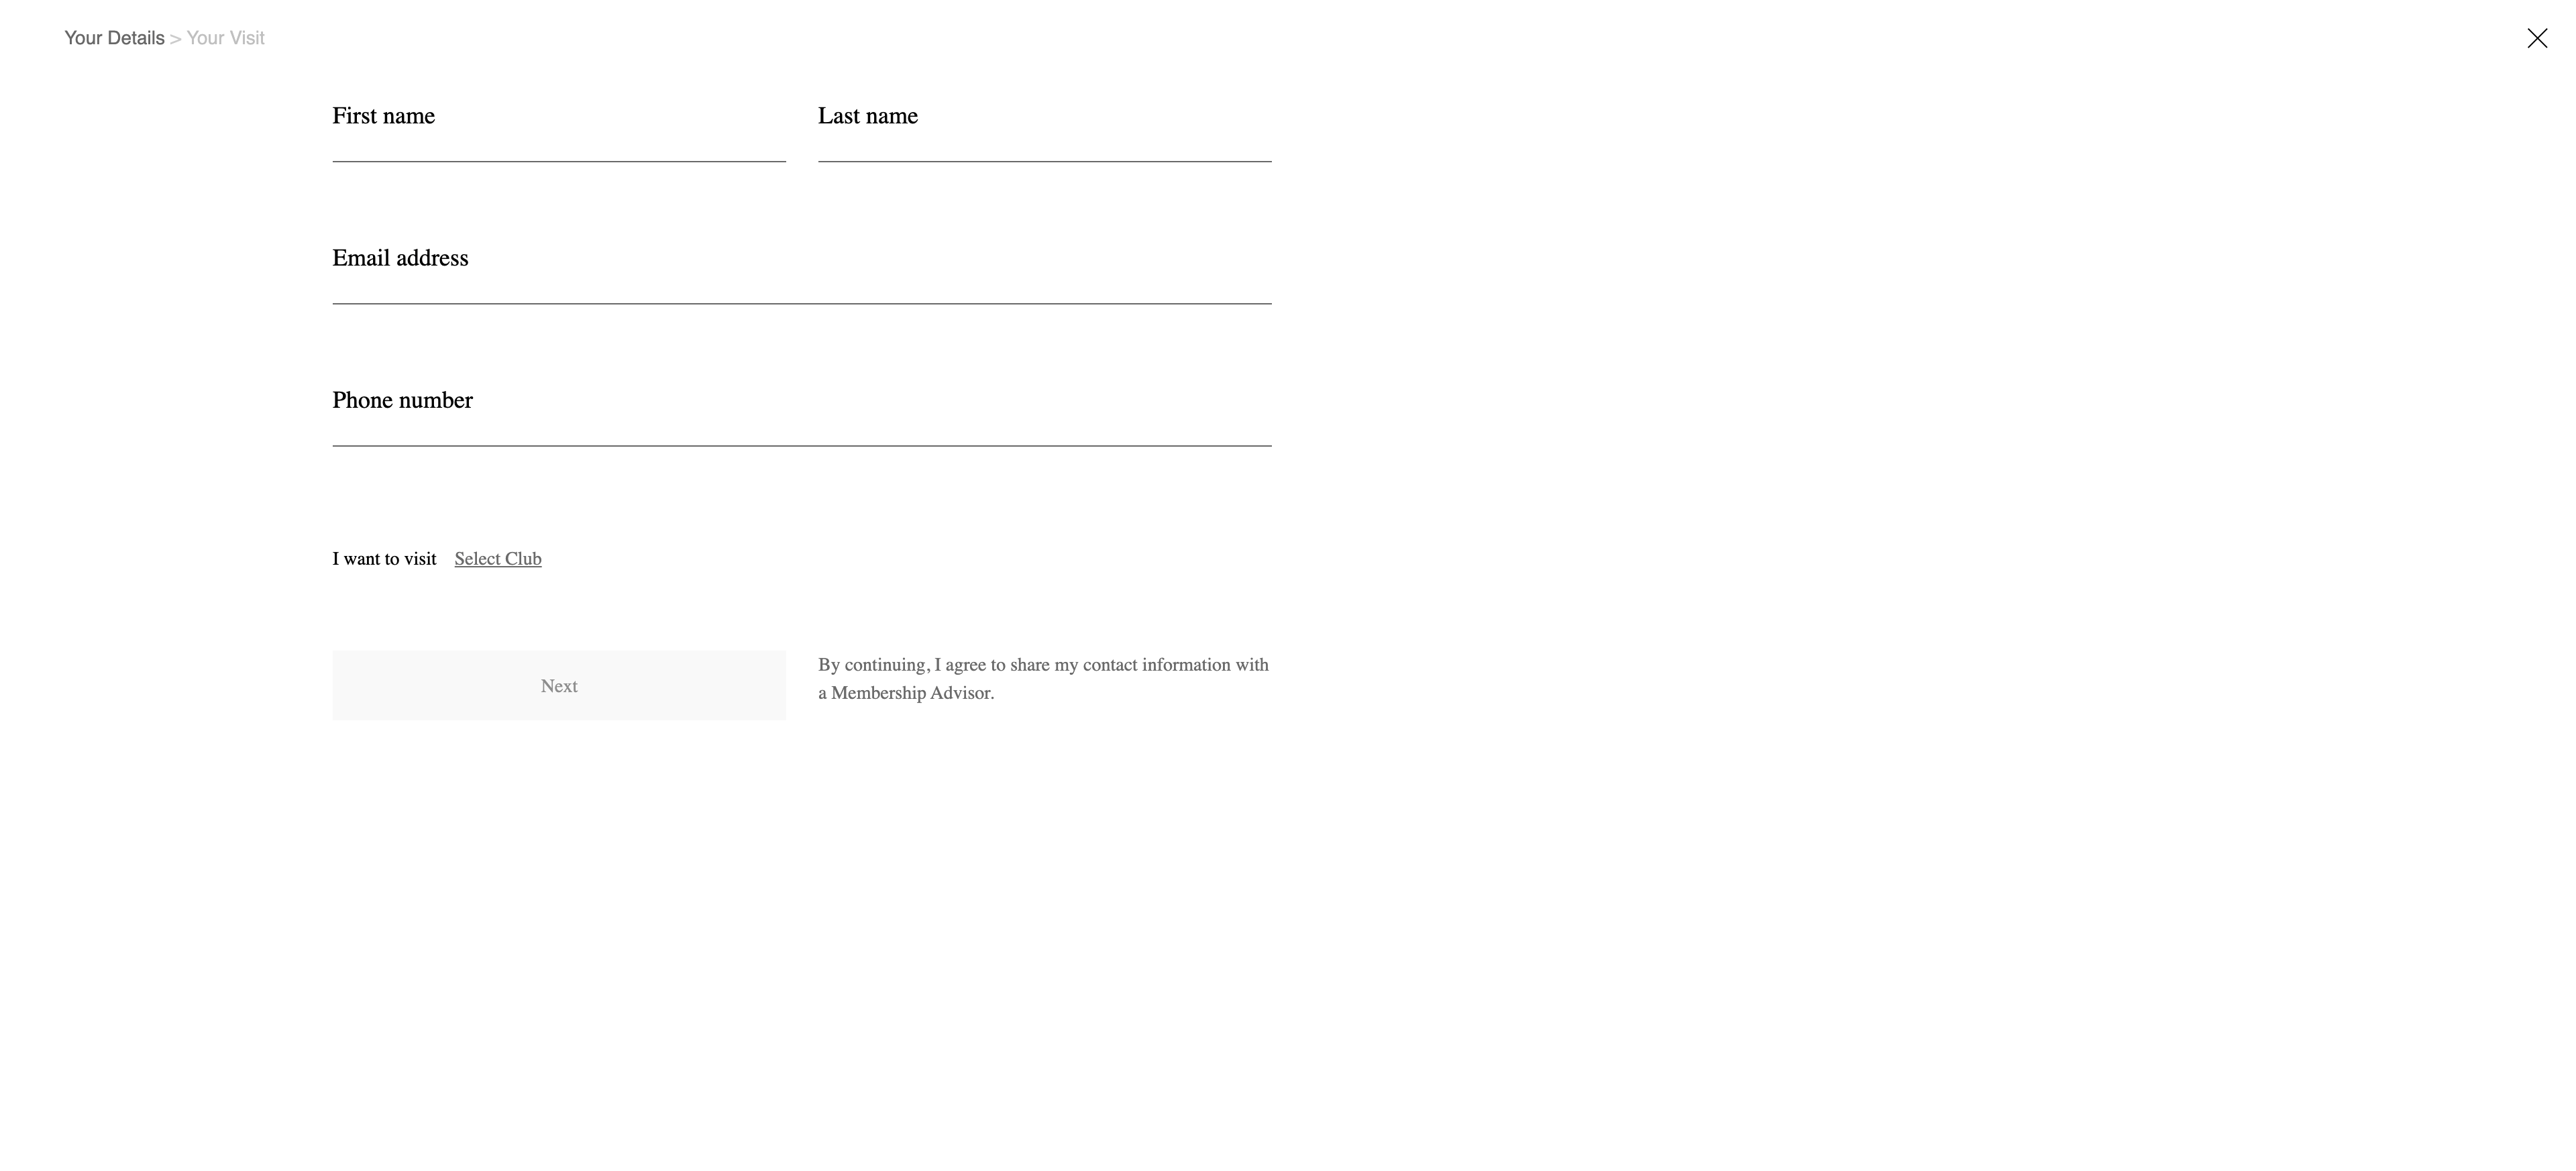 Your Details > Your Visit
First name
Last name
Email address
Phone number
I want to visit Select Club
Next
By continuing, I agree to share my contact information with
a Membership Advisor.